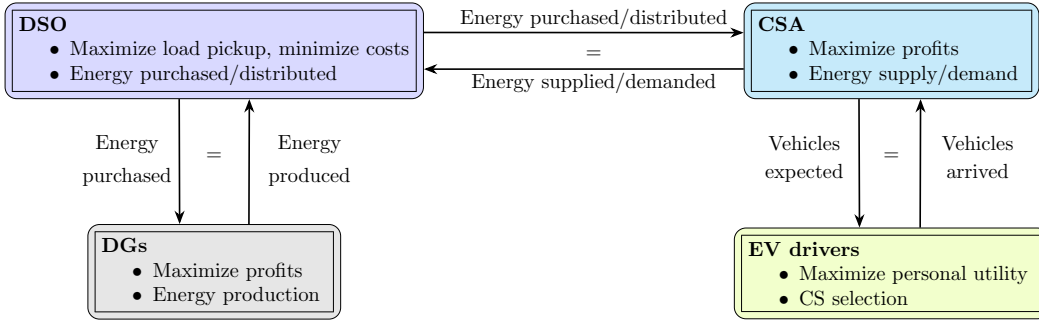 DSO
• Maximize load pickup, minimize costs
• Energy purchased/distributed
Energy purchased/distributed
=
Energy supplied/demanded
CSA
• Maximize profits
• Energy supply/demand
Energy
purchased
=
Energy
produced
Vehicles
expected
=
Vehicles
arrived
DGs
• Maximize profits
• Energy production
EV drivers
• Maximize personal utility
• CS selection